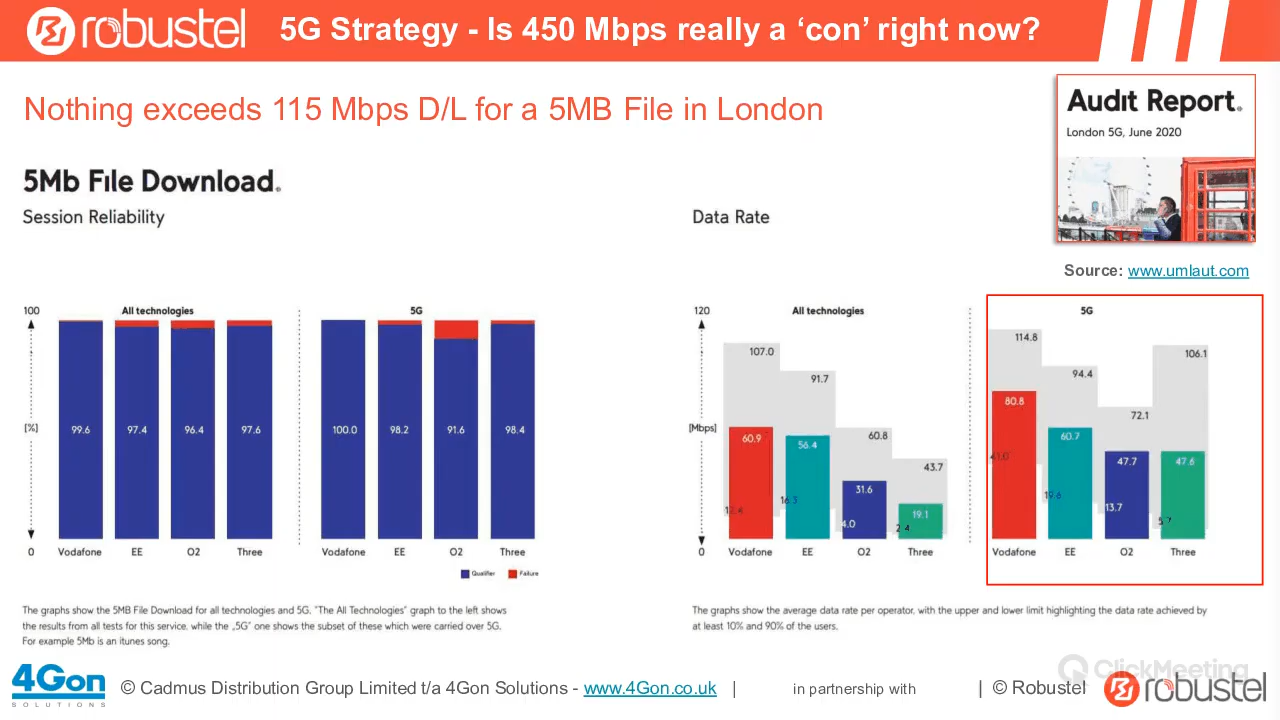 robustel
5G Strategy - Is 450 Mbps really a ‘con’ right now?
Nothing exceeds 115 Mbps D/L for a 5MB File in London
Audit Report.
London 5G, June 2020
Source: www.umlaut.com
5Mb File Download.
Session Reliability
100
[%]
0
All technologies
99.6
97.4
96.4
97.6
Vodafone
EE
O2
Three
5G
100.0
98.2
91.6
98.4
Vodafone
EE
O2
Three
Qualifier
Failure
The graphs show the 5MB File Download for all technologies and 5G. "The All Technologies" graph to the left shows
the results from all tests for this service, while the „5G" one shows the subset of these which were carried over 5G.
For example 5Mb is an itunes song.
Data Rate
120
[Mbps]
0
All technologies
107.0
91.7
60.8
43.7
60.9
56.4
31.6
19.1
12.4
4.0
2.4
Vodafone
EE
O2
Three
5G
114.8
94.4
72.1
106.1
80.8
60.7
47.7
47.6
41.0
19.6
13.7
5.7
Vodafone
EE
O2
Three
The graphs show the average data rate per operator, with the upper and lower limit highlighting the data rate achieved by
at least 10% and 90% of the users.
ClickMeeting
4Gon
SOLUTIONS
© Cadmus Distribution Group Limited t/a 4Gon Solutions - www.4Gon.co.uk | in partnership with | © Robustel
robustel